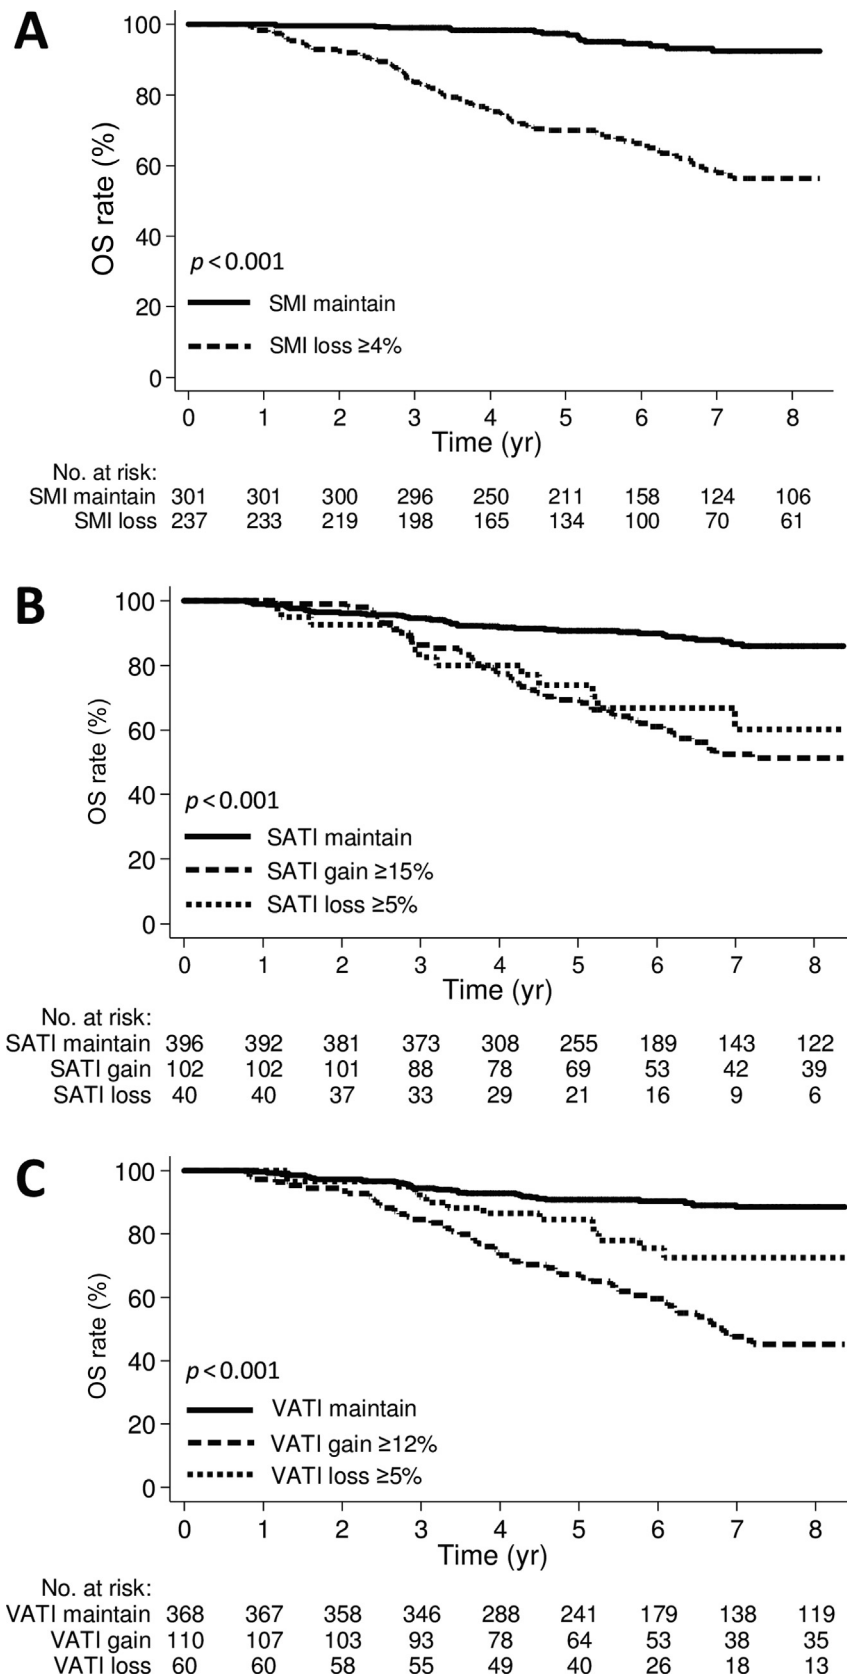 A
100
80
60
40
20
0
OS rate (%)
p < 0.001
SMI maintain
SMI loss ≥4%
0 1 2 3 4 5 6 7 8
Time (yr)
No. at risk:
SMI maintain 301 301 300 296 250 211 158 124 106
SMI loss 237 233 219 198 165 134 100 70 61
B
100
80
60
40
20
0
OS rate (%)
p < 0.001
SATI maintain
SATI gain ≥15%
SATI loss ≥5%
0 1 2 3 4 5 6 7 8
Time (yr)
No. at risk:
SATI maintain 396 392 381 373 308 255 189 143 122
SATI gain 102 102 101 88 78 69 53 42 39
SATI loss 40 40 37 33 29 21 16 9 6
C
100
80
60
40
20
0
OS rate (%)
p < 0.001
VATI maintain
VATI gain ≥12%
VATI loss ≥5%
0 1 2 3 4 5 6 7 8
Time (yr)
No. at risk:
VATI maintain 368 367 358 346 288 241 179 138 119
VATI gain 110 107 103 93 78 64 53 38 35
VATI loss 60 60 58 55 49 40 26 18 13